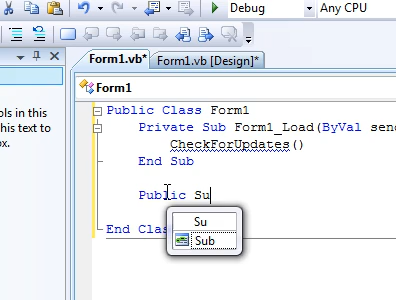 Debug Any CPU
Form1.vb* Form1.vb [Design]*
Form1
ols in this
his text to
ox.
Public Class Form1
Private Sub Form1_Load(ByVal send
CheckForUpdates()
End Sub
Public Su
Su
Sub
End Clas